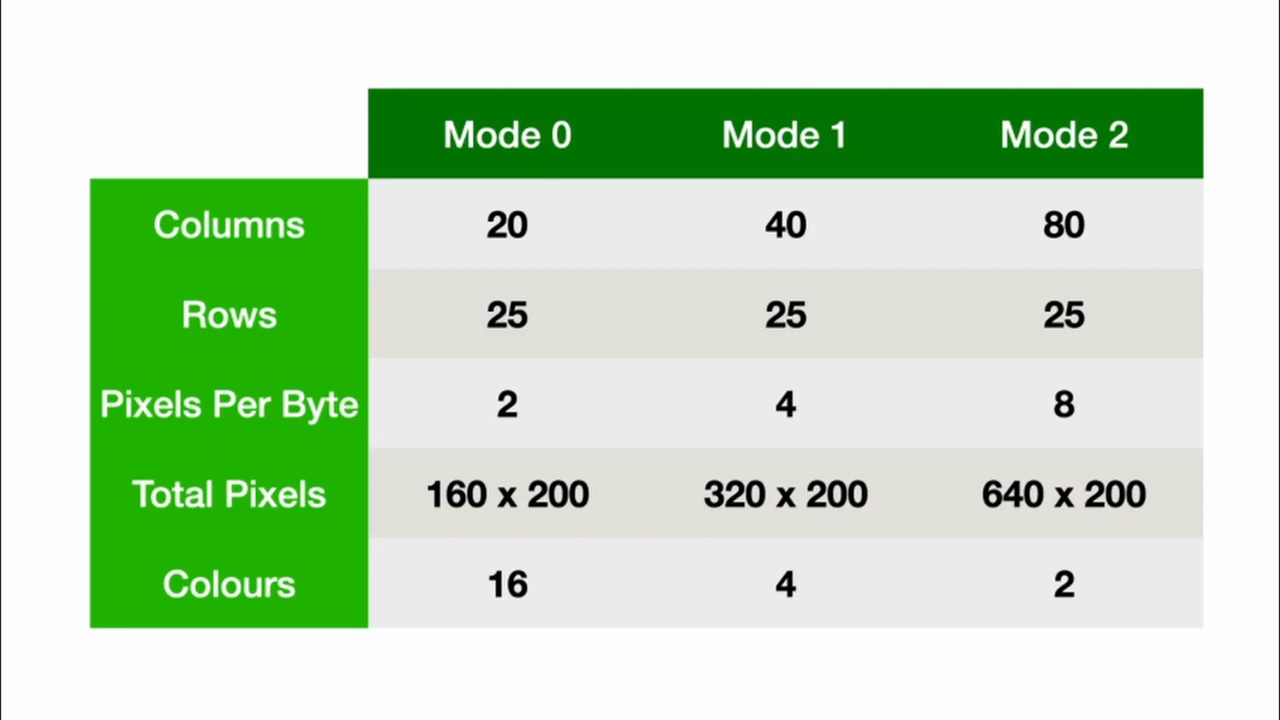 Mode 0 Mode 1 Mode 2
Columns 20 40 80
Rows 25 25 25
Pixels Per Byte 2 4 8
Total Pixels 160 x 200 320 x 200 640 x 200
Colours 16 4 2